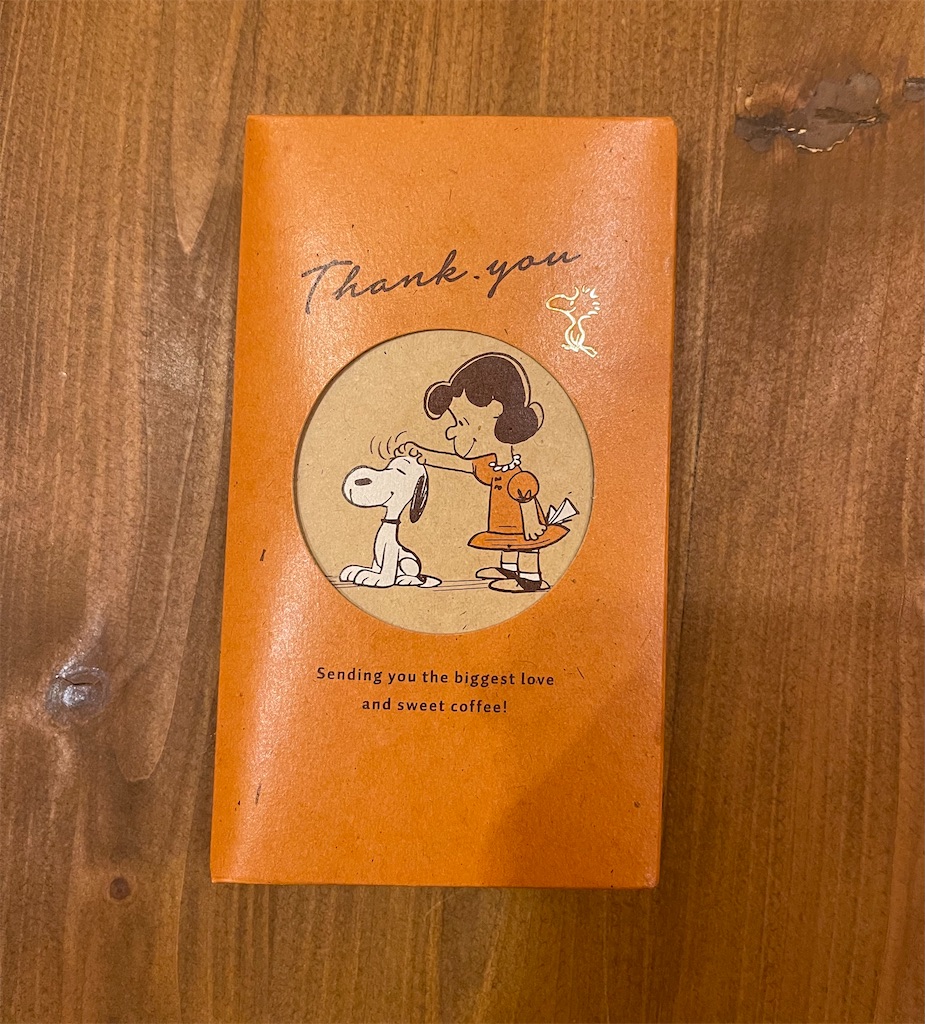 Thank you
Sending you the biggest love
and sweet coffee!